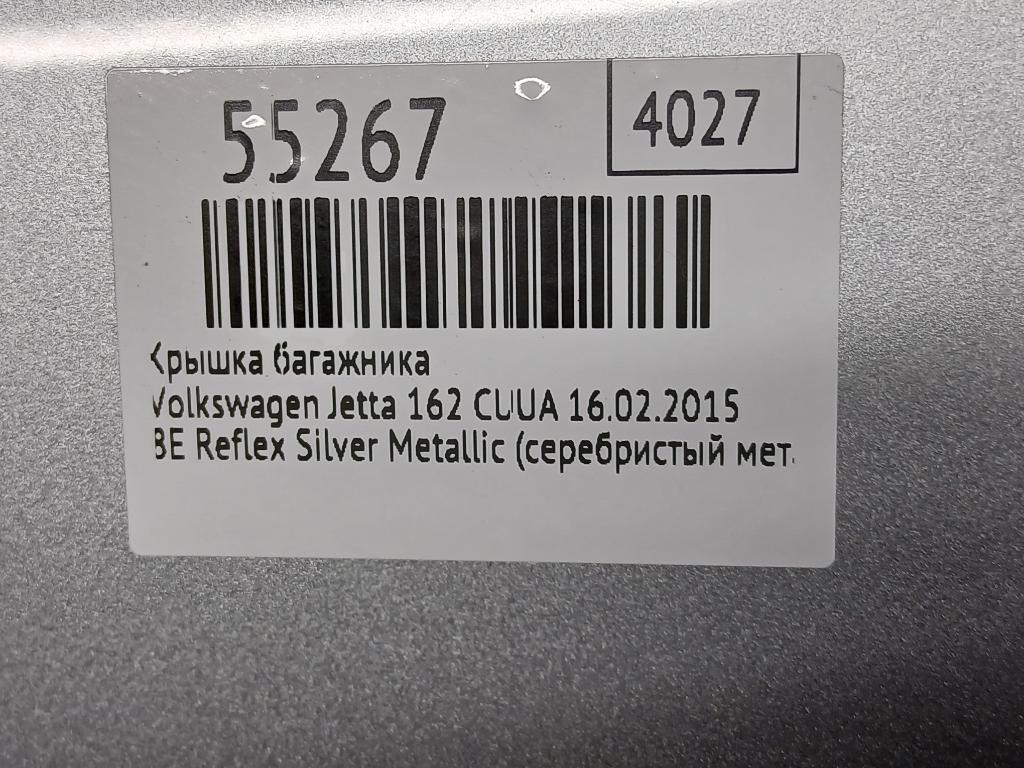 55267
4027
Крышка багажника
Volkswagen Jetta 162 CUUA 16.02.2015
8E Reflex Silver Metallic (серебристый мет.